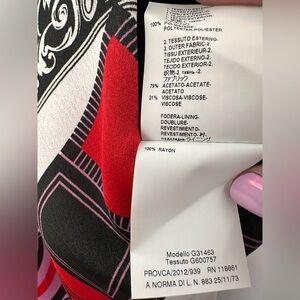 100%
POLYESTER-POLIESTER
2. TESSUTO ESTERNO-
2. OUTER FABRIC-2.
TISSU EXTERIEUR-2.
TEJIDO EXTERIOR-2.
TECIDO EXTERIOR-
79% ACETATO-ACETATE-
ACETATO
21% VISCOSA-VISCOSE-
VISCOSE
FODERA-LINING-
DOUBLURE-
REVESTIMENTO-
100% RAYON
Modello G31463
Tessuto G600757
PROVCA/2012/939 RN 118861
A NORMA DI L. N. 883 25/11/73